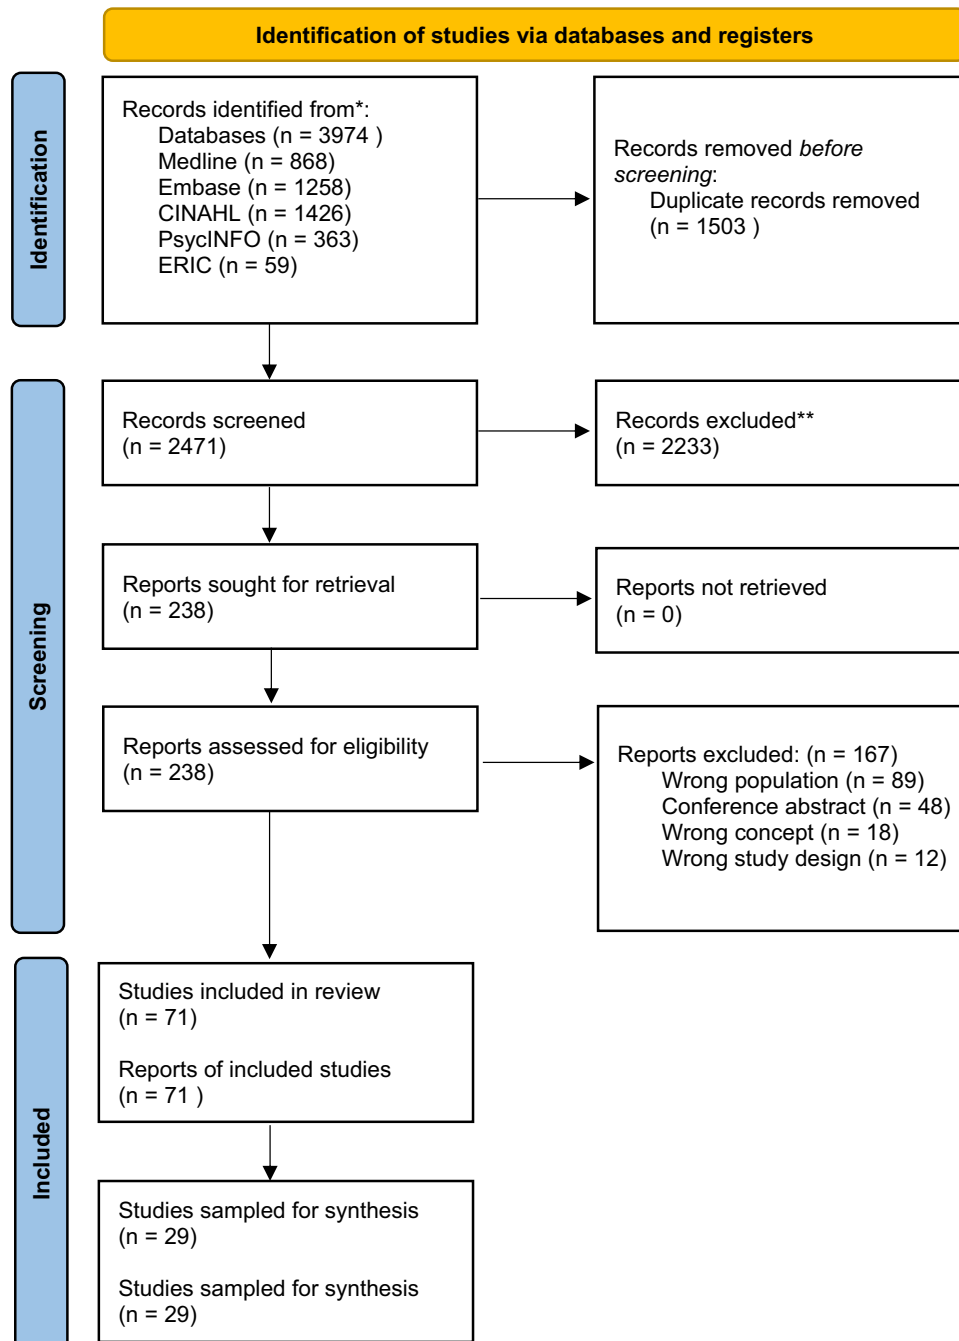 Identification of studies via databases and registers
Identification
Records identified from*:
Databases (n = 3974 )
Medline (n = 868)
Embase (n = 1258)
CINAHL (n = 1426)
PsycINFO (n = 363)
ERIC (n = 59)
Records removed before
screening:
Duplicate records removed
(n = 1503 )
Screening
Records screened
(n = 2471)
Records excluded**
(n = 2233)
Reports sought for retrieval
(n = 238)
Reports not retrieved
(n = 0)
Reports assessed for eligibility
(n = 238)
Reports excluded: (n = 167)
Wrong population (n = 89)
Conference abstract (n = 48)
Wrong concept (n = 18)
Wrong study design (n = 12)
Included
Studies included in review
(n = 71)
Reports of included studies
(n = 71 )
Studies sampled for synthesis
(n = 29)
Studies sampled for synthesis
(n = 29)